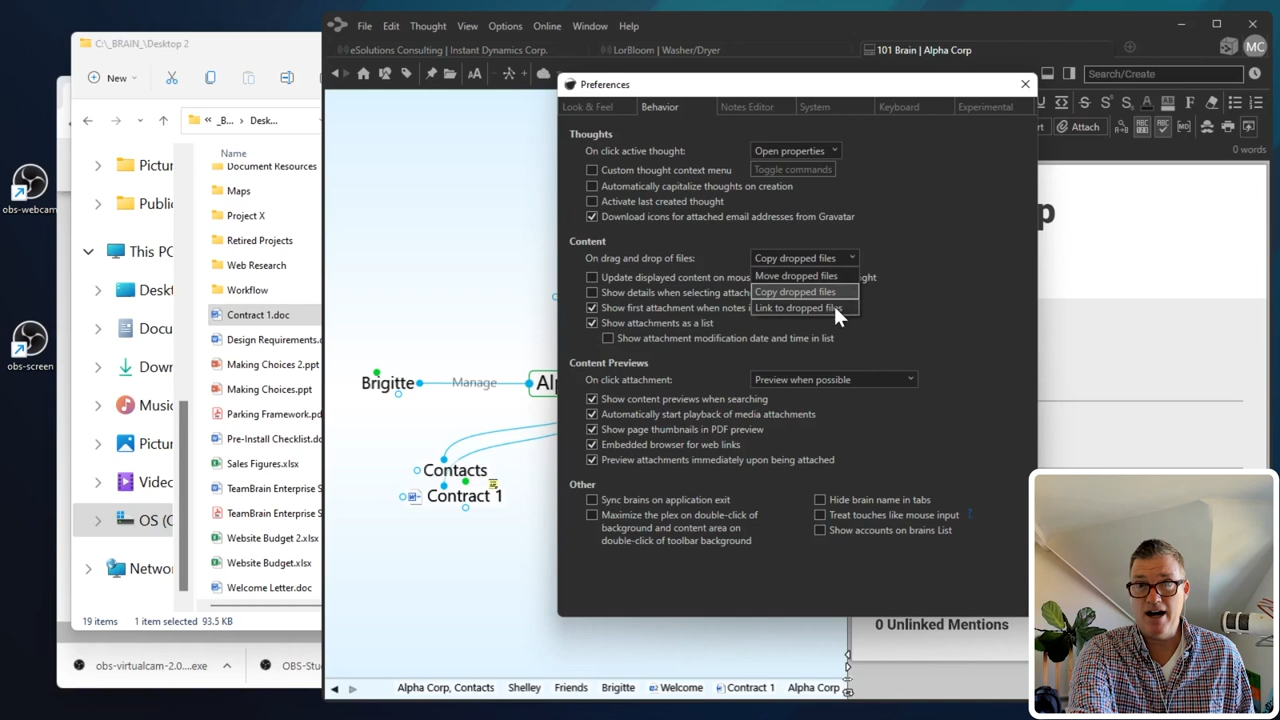 obs-webcam
obs-screen
C:\_BRAIN_\Desktop 2
New
« _B... > Desk...
Pictur
Public
This PC
Deskt
Docu
Down
Music
Pictur
Video
OS (C
Netwo
Name
Document Resources
Maps
Project X
Retired Projects
Web Research
Workflow
Contract 1.doc
Design Requirements.
Making Choices 2.ppt
Making Choices.ppt
Parking Framework.pd
Pre-Install Checklist.do
Sales Figures.xlsx
TeamBrain Enterprise S
TeamBrain Enterprise S
Website Budget 2.xlsx
Website Budget.xlsx
Welcome Letter.doc
19 items 1 item selected 93.5 KB
obs-virtualcam-2.0....exe
OBS-Stu
File Edit Thought View Options Online Window Help
eSolutions Consulting | Instant Dynamics Corp.
LorBloom | Washer/Dryer
101 Brain | Alpha Corp
MC
Search/Create
Attach
0 words
p
Preferences
Look & Feel Behavior Notes Editor System Keyboard Experimental
Thoughts
On click active thought: Open properties
Custom thought context menu Toggle commands
Automatically capitalize thoughts on creation
Activate last created thought
Download icons for attached email addresses from Gravatar
Content
On drag and drop of files: Copy dropped files
Move dropped files
Copy dropped files
Link to dropped files
Update displayed content on mous ght
Show details when selecting attach
Show first attachment when notes i
Show attachments as a list
Show attachment modification date and time in list
Content Previews
On click attachment: Preview when possible
Show content previews when searching
Automatically start playback of media attachments
Show page thumbnails in PDF preview
Embedded browser for web links
Preview attachments immediately upon being attached
Other
Sync brains on application exit
Maximize the plex on double-click of
background and content area on
double-click of toolbar background
Hide brain name in tabs
Treat touches like mouse input ?
Show accounts on brains List
Brigitte
Manage
Alp
Contacts
Contract 1
0 Unlinked Mentions
Alpha Corp, Contacts Shelley Friends Brigitte Welcome Contract 1 Alpha Corp